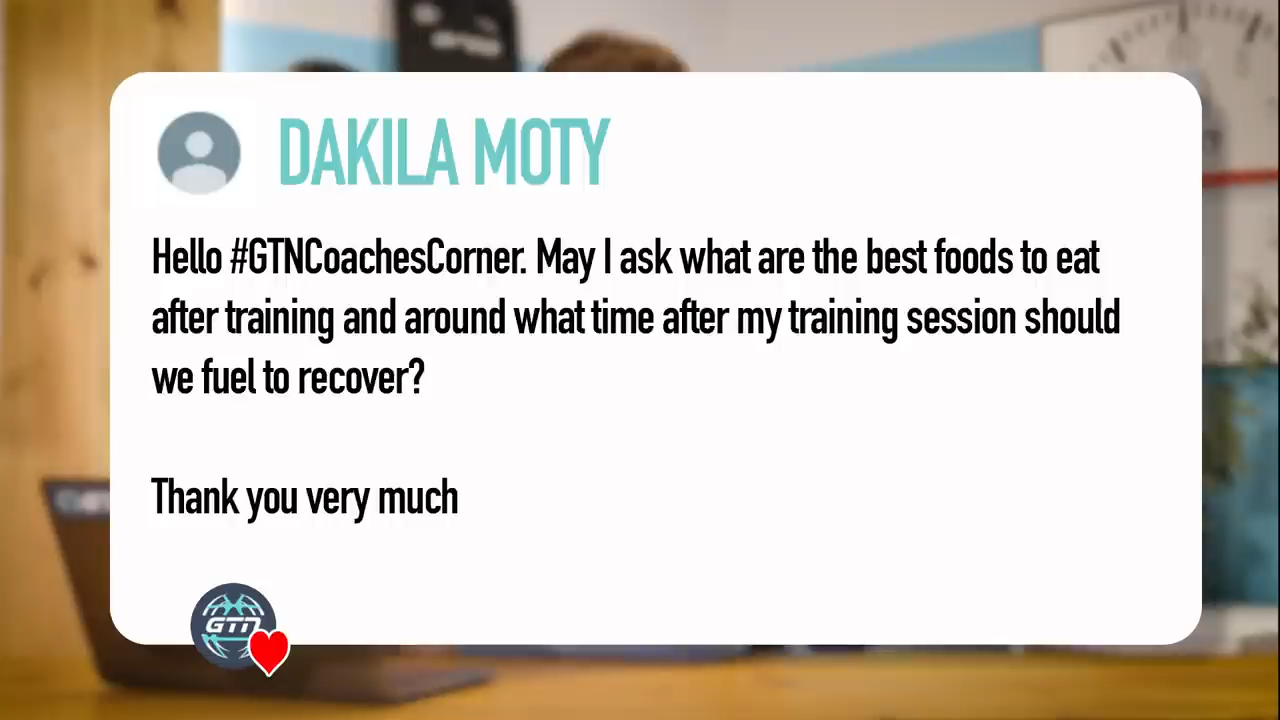 DAKILA MOTY
Hello #GTNCoachesCorner. May I ask what are the best foods to eat
after training and around what time after my training session should
we fuel to recover?
Thank you very much
GTN